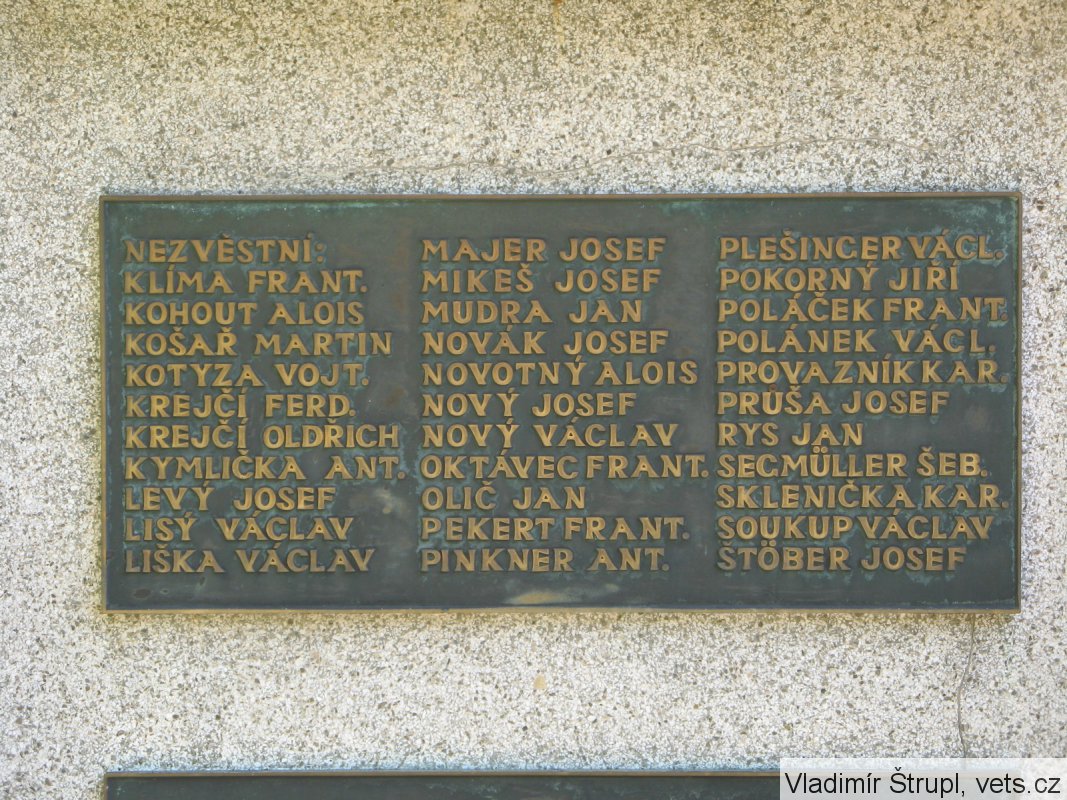 NEZVĚSTNÍ:
KLÍMA FRANT.
KOHOUT ALOIS
KOŠAŘ MARTIN
KOTYZA VOJT.
KREJČÍ FERD.
KREJČÍ OLDŘICH
KYMLIČKA ANT.
LEVÝ JOSEF
LISÝ VÁCLAV
LIŠKA VÁCLAV
MAJER JOSEF
MIKEŠ JOSEF
MUDRA JAN
NOVÁK JOSEF
NOVOTNÝ ALOIS
NOVÝ JOSEF
NOVÝ VÁCLAV
OKTÁVEC FRANT.
OLIČ JAN
PEKERT FRANT.
PINKNER ANT.
PLEŠINGER VÁCL.
POKORNÝ JIŘÍ
POLÁČEK FRANT.
POLÁNEK VÁCL.
PROVAZNÍK KAR.
PRŮŠA JOSEF
RYS JAN
SEGMÜLLER ŠEB.
SKLENIČKA KAR.
SOUKUP VÁCLAV
ŠTÖBER JOSEF
Vladimír Štrupl, vets.cz